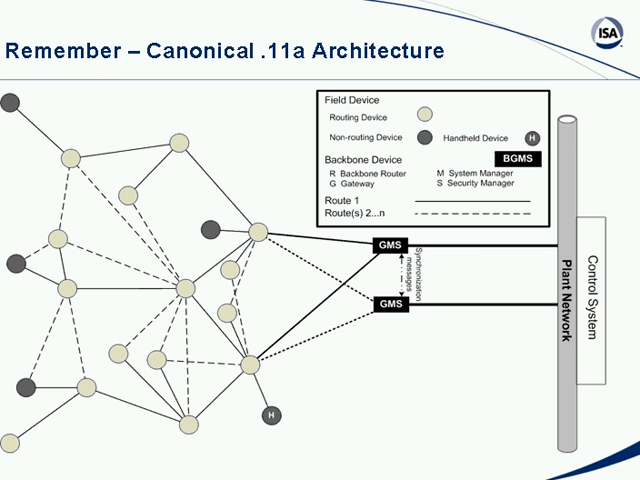 ISA
Remember – Canonical .11a Architecture
Field Device
Routing Device
Non-routing Device
Handheld Device
H
Backbone Device
BGMS
R Backbone Router
M System Manager
G Gateway
S Security Manager
Route 1
Route(s) 2...n
GMS
Synchronization
messages
GMS
Plant Network
Control System
H